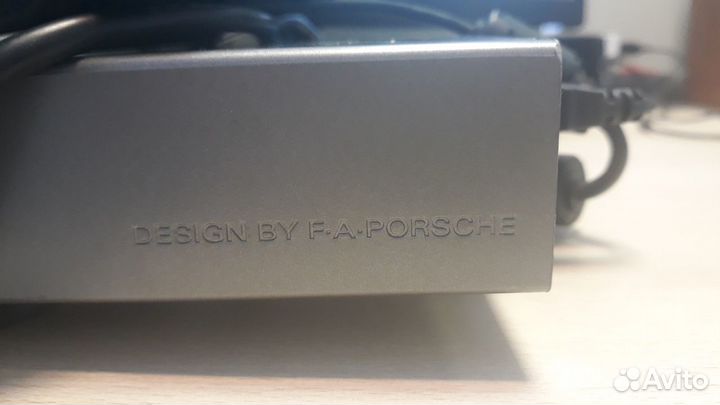 DESIGN BY F·A·PORSCHE
Avito